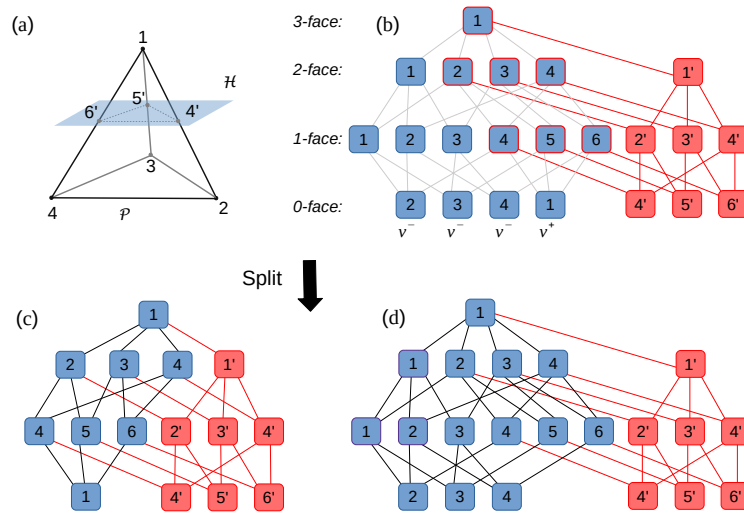 (a)
1
6'
5'
4'
ℋ
3
4
𝒫
2
(b)
3-face:
1
2-face:
1 2 3 4 1'
1-face:
1 2 3 4 5 6 2' 3' 4'
0-face:
2 3 4 1 4' 5' 6'
v⁻ v⁻ v⁻ v⁺
Split
(c)
1
2 3 4 1'
4 5 6 2' 3' 4'
1 4' 5' 6'
(d)
1
1 2 3 4 1'
1 2 3 4 5 6 2' 3' 4'
2 3 4 4' 5' 6'